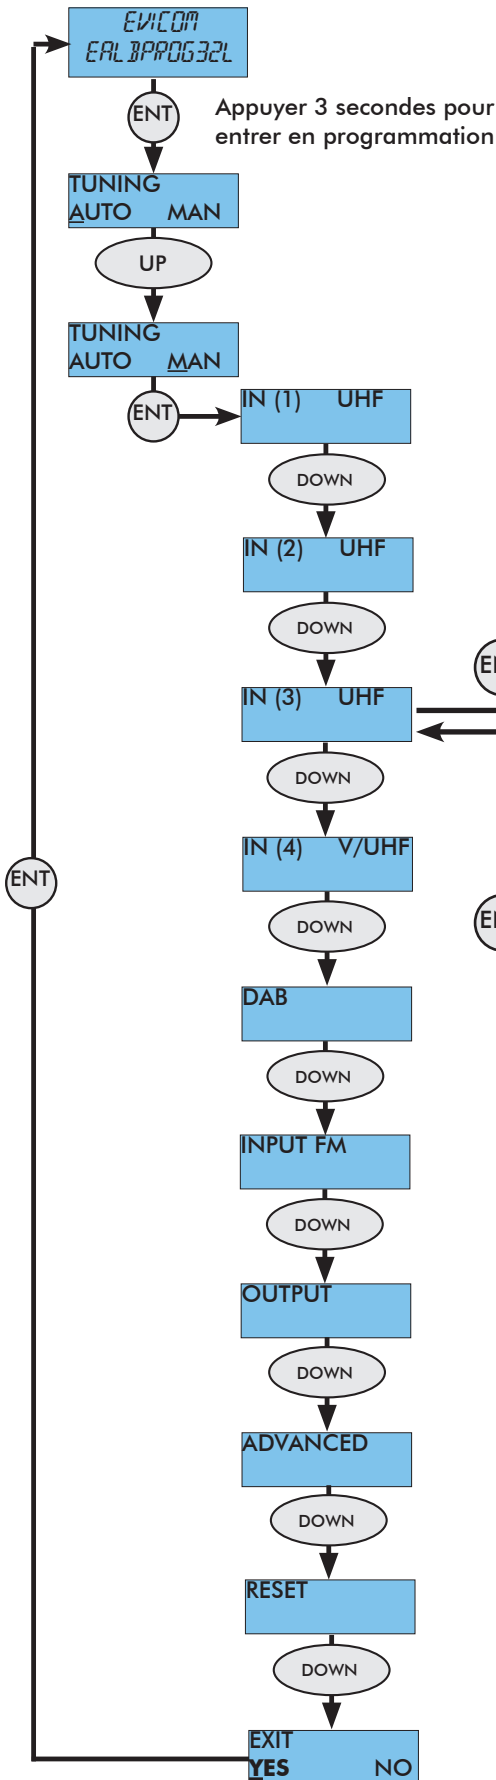 EVICOM
EALBPROG32L
ENT
Appuyer 3 secondes pour
entrer en programmation
TUNING
AUTO MAN
UP
TUNING
AUTO MAN
ENT
IN (1) UHF
DOWN
IN (2) UHF
DOWN
IN (3) UHF
DOWN
IN (4) V/UHF
ENT
DOWN
DAB
DOWN
INPUT FM
DOWN
OUTPUT
DOWN
ADVANCED
DOWN
RESET
DOWN
EXIT
YES NO